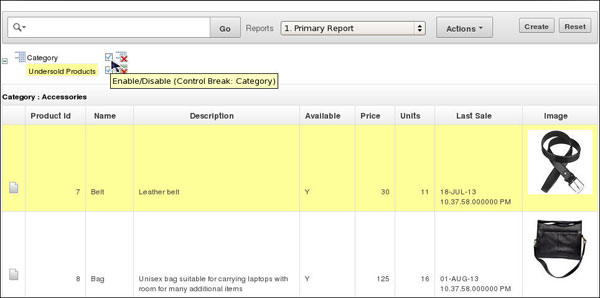 Go Reports 1. Primary Report Actions Create Reset
Category
Undersold Products
Enable/Disable (Control Break: Category)
Category : Accessories
Product Id Name Description Available Price Units Last Sale Image
7 Belt Leather belt Y 30 11 18-JUL-13
10.37.58.000000 PM
8 Bag Unisex bag suitable for carrying laptops with Y 125 16 01-AUG-13
room for many additional items 10.37.58.000000 PM